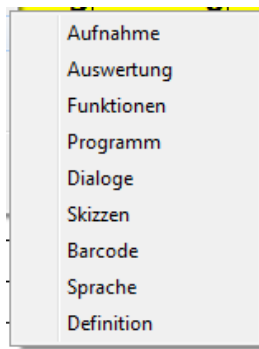 Aufnahme
Auswertung
Funktionen
Programm
Dialoge
Skizzen
Barcode
Sprache
Definition